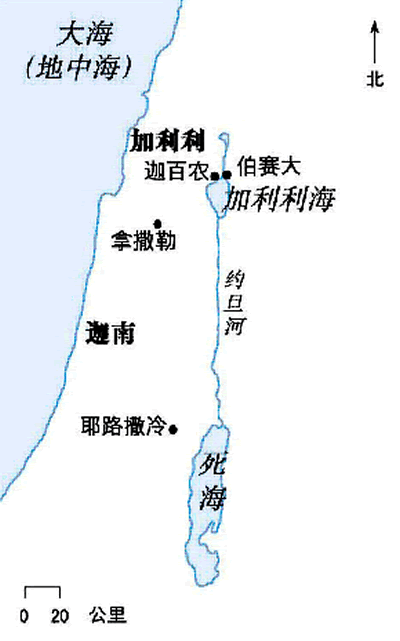 大海
(地中海)
北
加利利
迦百农
伯赛大
加利利海
拿撒勒
约旦河
迦南
耶路撒冷
死海
0 20 公里